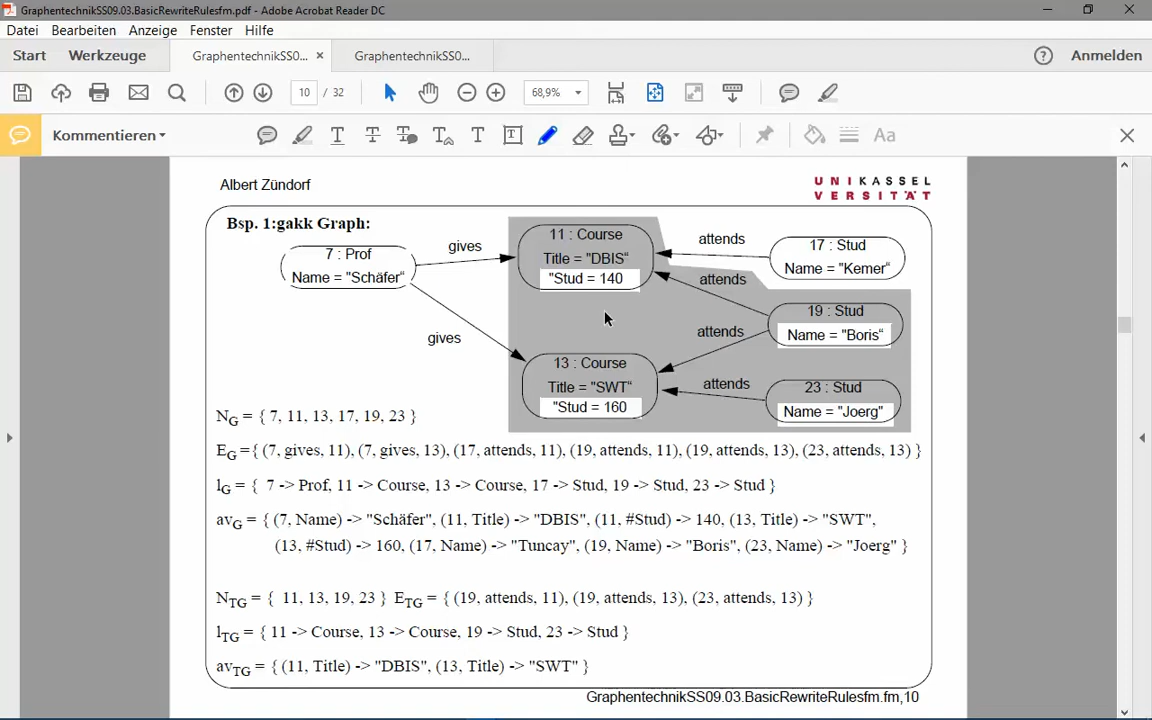 GraphentechnikSS09.03.BasicRewriteRulesfm.pdf - Adobe Acrobat Reader DC
Datei Bearbeiten Anzeige Fenster Hilfe
Start Werkzeuge GraphentechnikSS0... × GraphentechnikSS0... Anmelden
10 / 32 68,9%
Kommentieren
Albert Zündorf
UNIKASSEL
VERSITÄT
Bsp. 1:gakk Graph:
7 : Prof
Name = "Schäfer“
gives
gives
11 : Course
Title = "DBIS“
"Stud = 140
13 : Course
Title = "SWT“
"Stud = 160
attends
attends
attends
attends
17 : Stud
Name = "Kemer“
19 : Stud
Name = "Boris“
23 : Stud
Name = "Joerg"
NG = { 7, 11, 13, 17, 19, 23 }
EG ={ (7, gives, 11), (7, gives, 13), (17, attends, 11), (19, attends, 11), (19, attends, 13), (23, attends, 13) }
lG = { 7 -> Prof, 11 -> Course, 13 -> Course, 17 -> Stud, 19 -> Stud, 23 -> Stud }
avG = { (7, Name) -> "Schäfer", (11, Title) -> "DBIS", (11, #Stud) -> 140, (13, Title) -> "SWT",
(13, #Stud) -> 160, (17, Name) -> "Tuncay", (19, Name) -> "Boris", (23, Name) -> "Joerg" }
NTG = { 11, 13, 19, 23 } ETG = { (19, attends, 11), (19, attends, 13), (23, attends, 13) }
lTG = { 11 -> Course, 13 -> Course, 19 -> Stud, 23 -> Stud }
avTG = { (11, Title) -> "DBIS", (13, Title) -> "SWT" }
GraphentechnikSS09.03.BasicRewriteRulesfm.fm,10